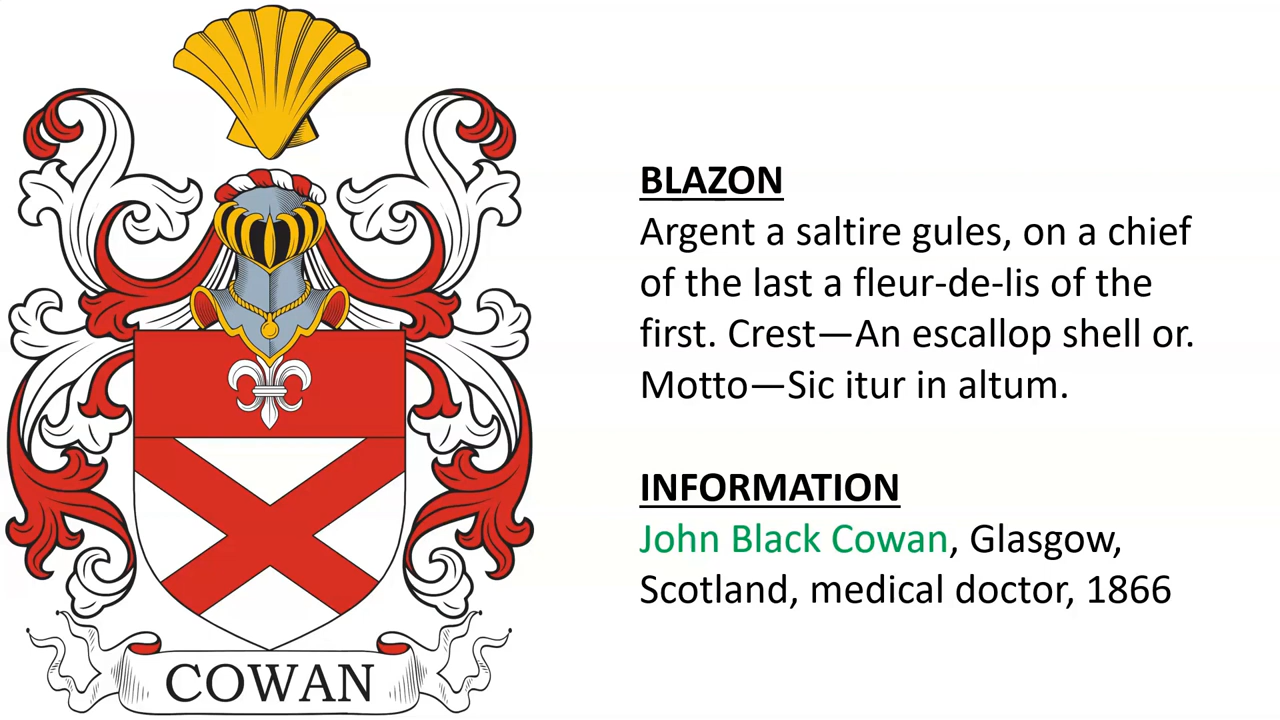 COWAN
BLAZON
Argent a saltire gules, on a chief
of the last a fleur-de-lis of the
first. Crest—An escallop shell or.
Motto—Sic itur in altum.
INFORMATION
John Black Cowan, Glasgow,
Scotland, medical doctor, 1866